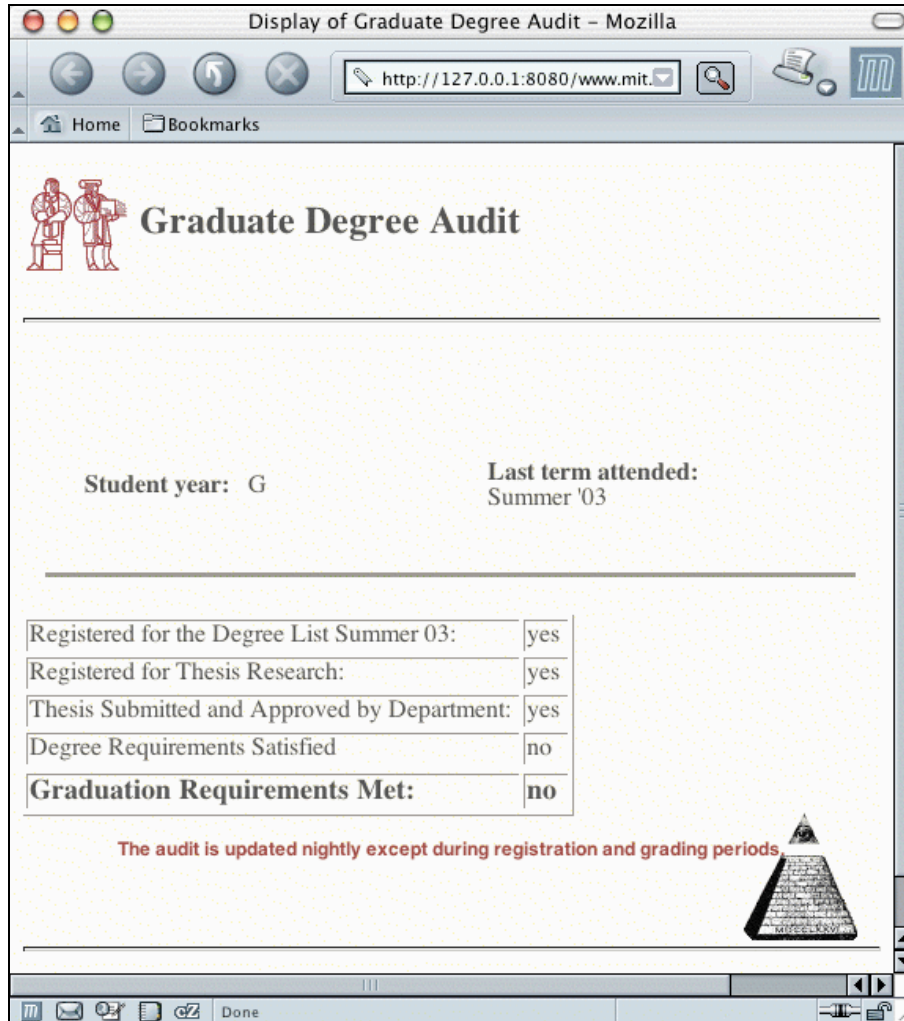 Display of Graduate Degree Audit – Mozilla
http://127.0.0.1:8080/www.mit.
Home Bookmarks
Graduate Degree Audit
Student year: G
Last term attended:
Summer '03
Registered for the Degree List Summer 03: yes
Registered for Thesis Research: yes
Thesis Submitted and Approved by Department: yes
Degree Requirements Satisfied no
Graduation Requirements Met: no
The audit is updated nightly except during registration and grading periods.
MDCCLXXVI
Done